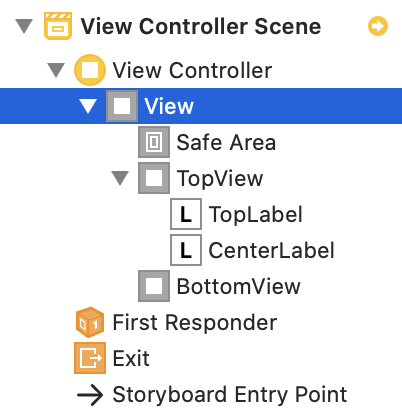 View Controller Scene
View Controller
View
Safe Area
TopView
L TopLabel
L CenterLabel
BottomView
First Responder
Exit
Storyboard Entry Point